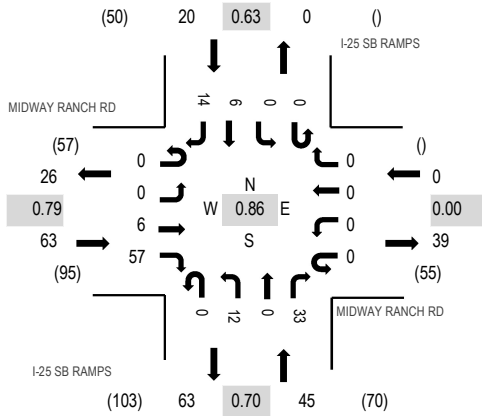 (50) 20 0.63 0 ()
I-25 SB RAMPS
14 6 0 0
MIDWAY RANCH RD
(57) 0 0 ()
26 0 N 0 0
0.79 W 0.86 E 0 0.00
63 6 S 0 39
(95) 57 (55)
0 12 0 33
MIDWAY RANCH RD
I-25 SB RAMPS
(103) 63 0.70 45 (70)